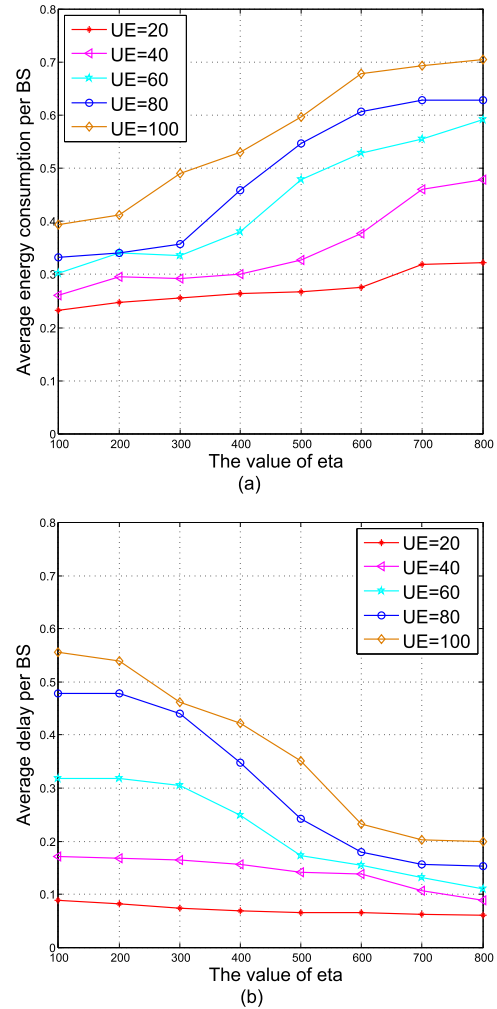 0.8
0.7
0.6
0.5
0.4
0.3
0.2
0.1
0
Average energy consumption per BS
UE=20
UE=40
UE=60
UE=80
UE=100
100 200 300 400 500 600 700 800
The value of eta
(a)
0.8
0.7
0.6
0.5
0.4
0.3
0.2
0.1
0
Average delay per BS
UE=20
UE=40
UE=60
UE=80
UE=100
100 200 300 400 500 600 700 800
The value of eta
(b)